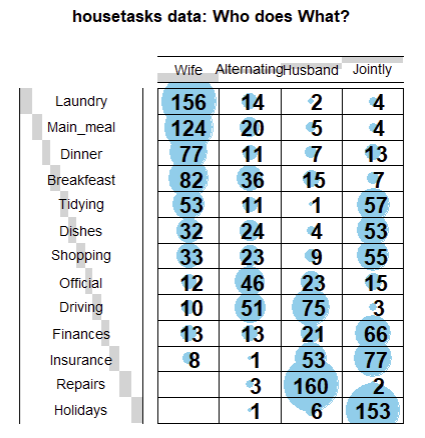 housetasks data: Who does What?
Wife Alternating Husband Jointly
Laundry 156 14 2 4
Main_meal 124 20 5 4
Dinner 77 11 7 13
Breakfeast 82 36 15 7
Tidying 53 11 1 57
Dishes 32 24 4 53
Shopping 33 23 9 55
Official 12 46 23 15
Driving 10 51 75 3
Finances 13 13 21 66
Insurance 8 1 53 77
Repairs 3 160 2
Holidays 1 6 153